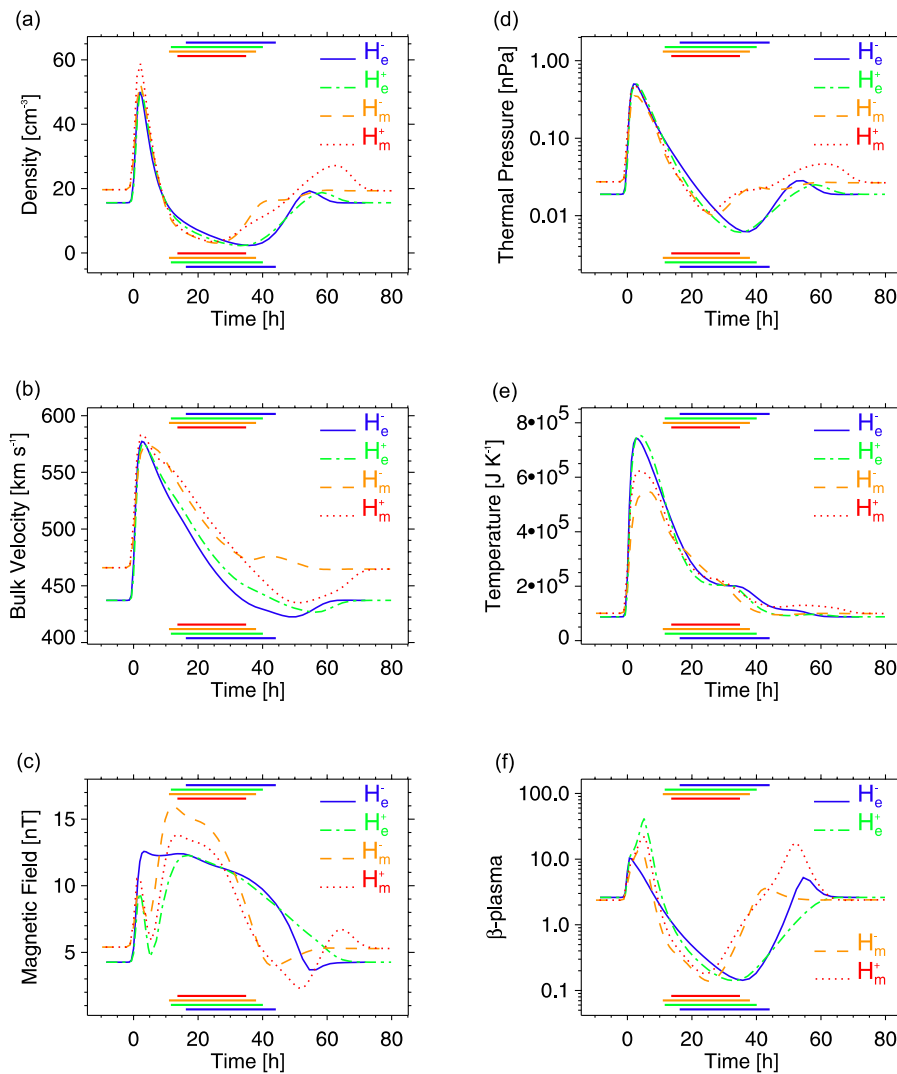 (a)
Density [cm⁻³]
60
40
20
0
H⁻ₑ
H⁺ₑ
H⁻ₘ
H⁺ₘ
0 20 40 60 80
Time [h]
(d)
Thermal Pressure [nPa]
1.00
0.10
0.01
H⁻ₑ
H⁺ₑ
H⁻ₘ
H⁺ₘ
0 20 40 60 80
Time [h]
(b)
Bulk Velocity [km s⁻¹]
600
550
500
450
400
H⁻ₑ
H⁺ₑ
H⁻ₘ
H⁺ₘ
0 20 40 60 80
Time [h]
(e)
Temperature [J K⁻¹]
8•10⁵
6•10⁵
4•10⁵
2•10⁵
0
H⁻ₑ
H⁺ₑ
H⁻ₘ
H⁺ₘ
0 20 40 60 80
Time [h]
(c)
Magnetic Field [nT]
15
10
5
H⁻ₑ
H⁺ₑ
H⁻ₘ
H⁺ₘ
0 20 40 60 80
Time [h]
(f)
β-plasma
100.0
10.0
1.0
0.1
H⁻ₑ
H⁺ₑ
H⁻ₘ
H⁺ₘ
0 20 40 60 80
Time [h]